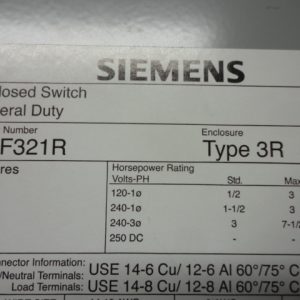 SIEMENS
closed Switch
eral Duty
Number Enclosure
F321R Type 3R
res Horsepower Rating
Volts-PH Std. Max
120-1ø 1/2 3
240-1ø 1-1/2 3
240-3ø 3 7-1/2
250 DC - -
nnector Information: USE 14-6 Cu/ 12-6 Al 60°/75° C
/Neutral Terminals:
Load Terminals: USE 14-8 Cu/ 12-8 Al 60°/75° C